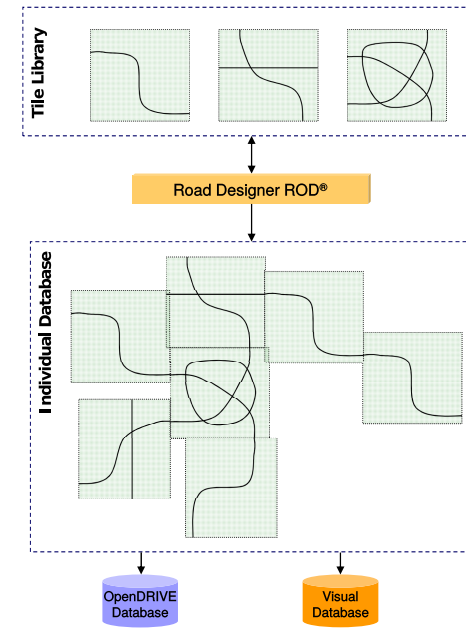 Tile Library
Road Designer ROD®
Individual Database
OpenDRIVE
Database
Visual
Database